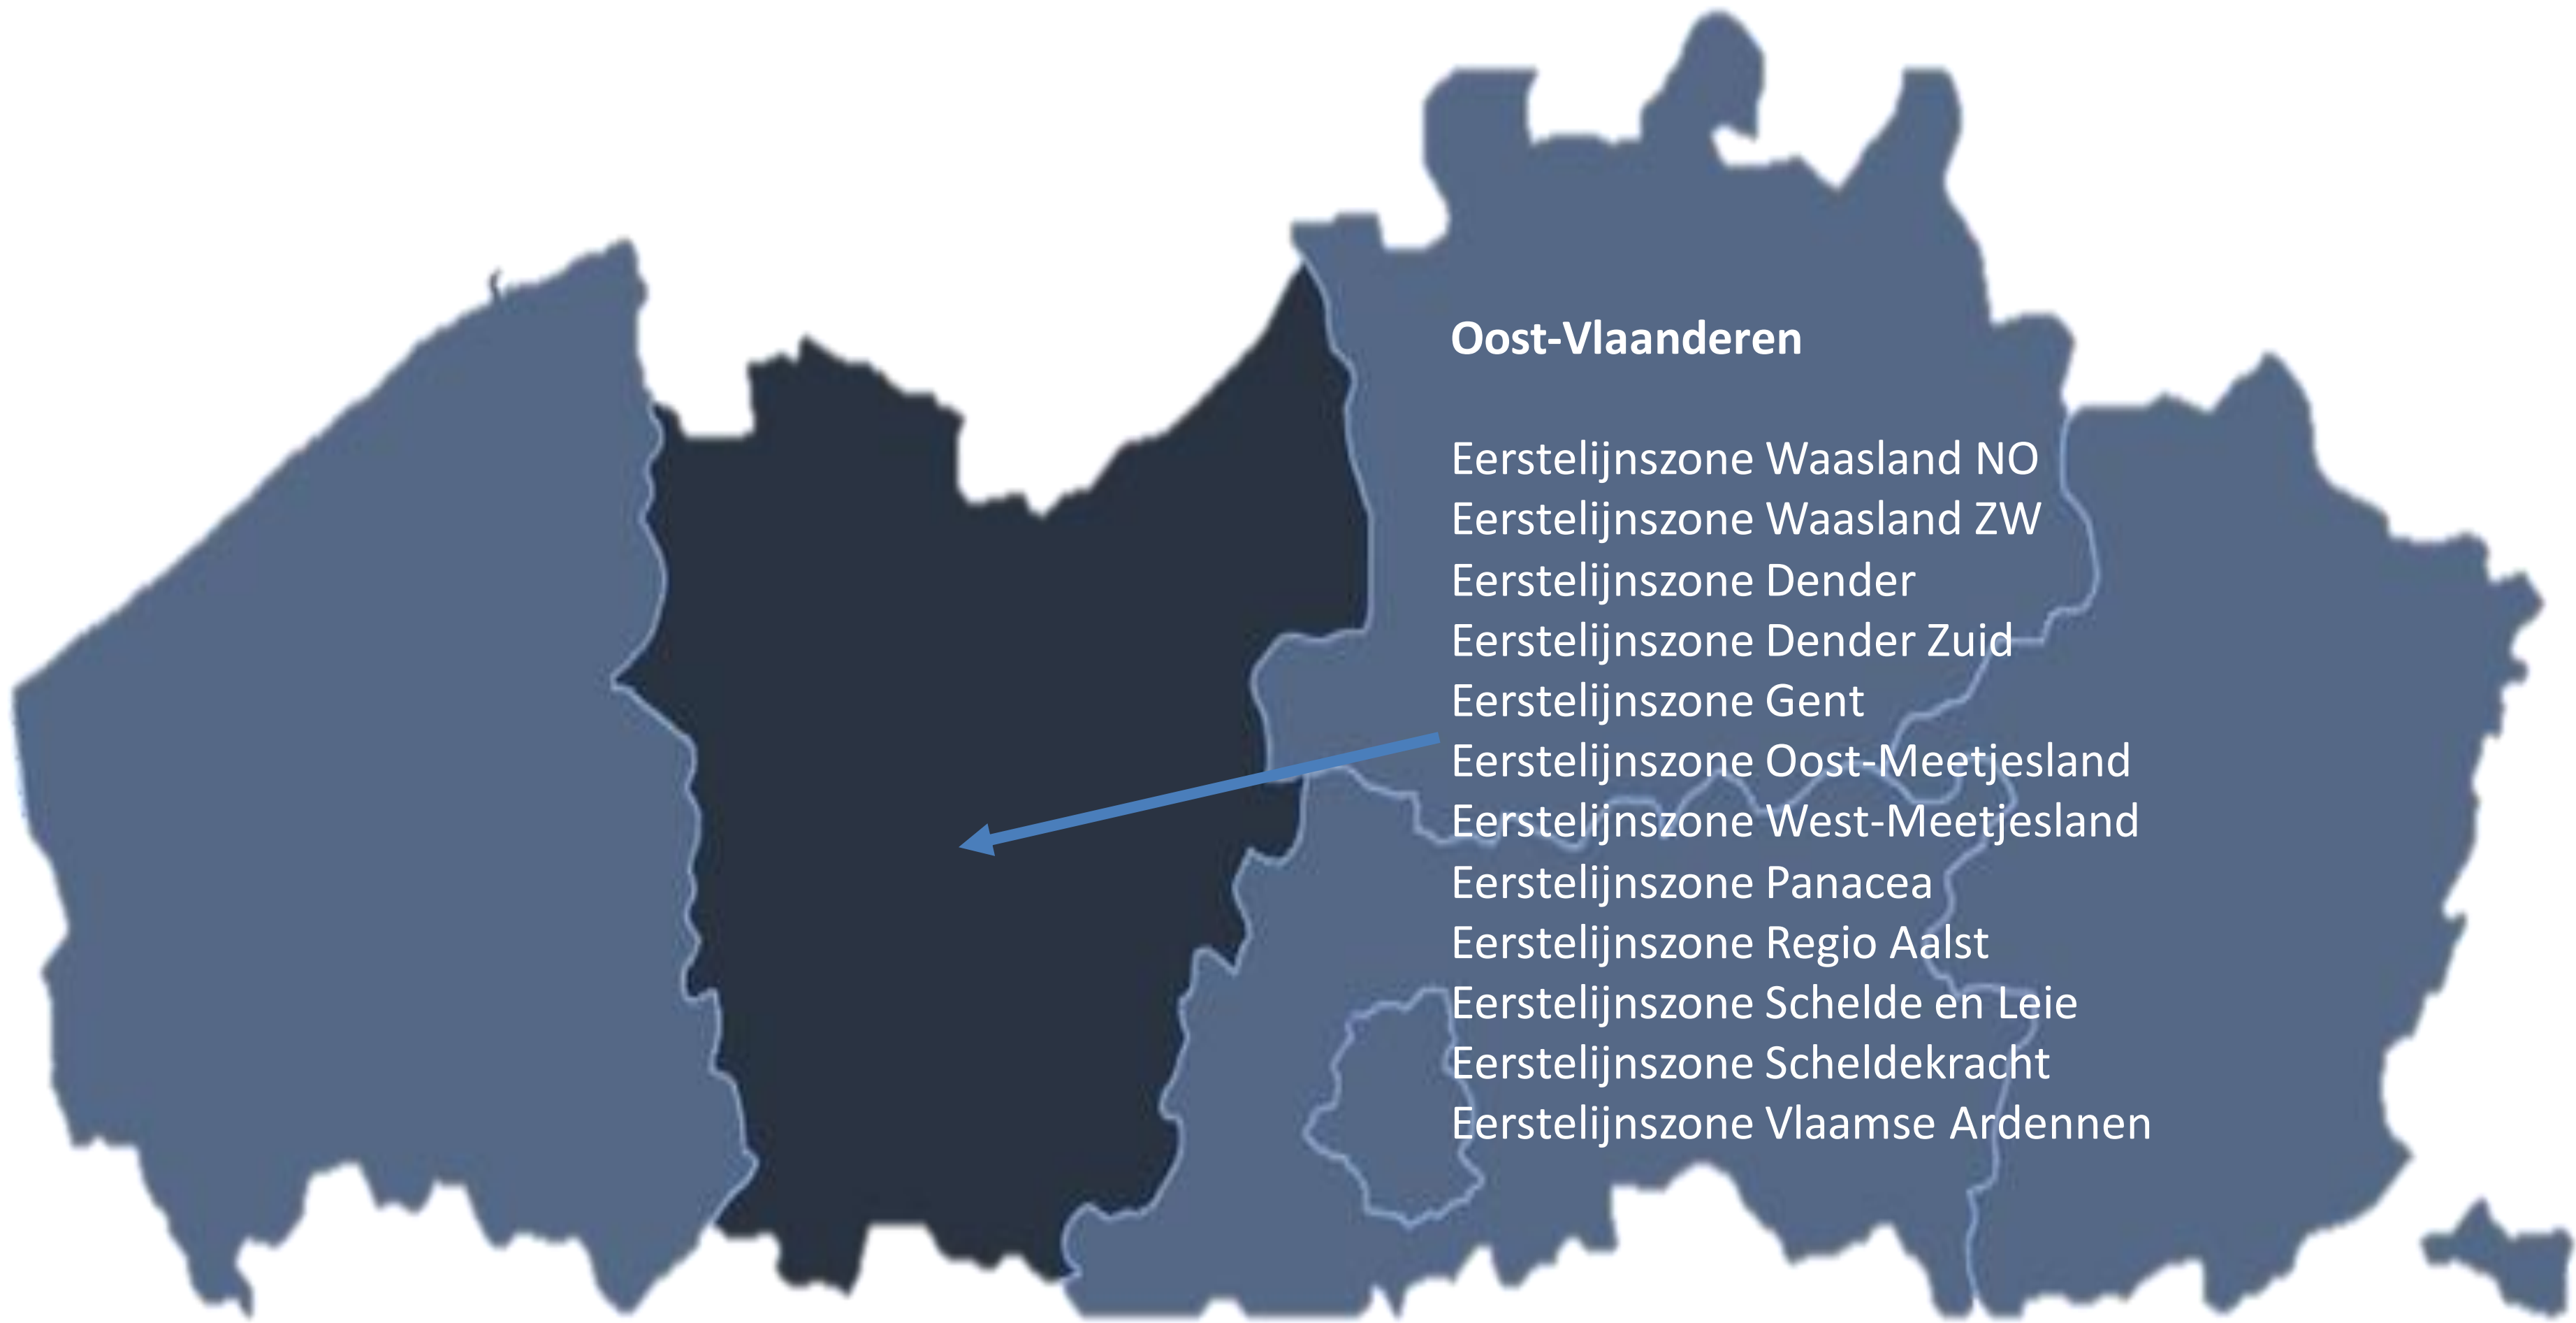 Oost-Vlaanderen
Eerstelijnszone Waasland NO
Eerstelijnszone Waasland ZW
Eerstelijnszone Dender
Eerstelijnszone Dender Zuid
Eerstelijnszone Gent
Eerstelijnszone Oost-Meetjesland
Eerstelijnszone West-Meetjesland
Eerstelijnszone Panacea
Eerstelijnszone Regio Aalst
Eerstelijnszone Schelde en Leie
Eerstelijnszone Scheldekracht
Eerstelijnszone Vlaamse Ardennen